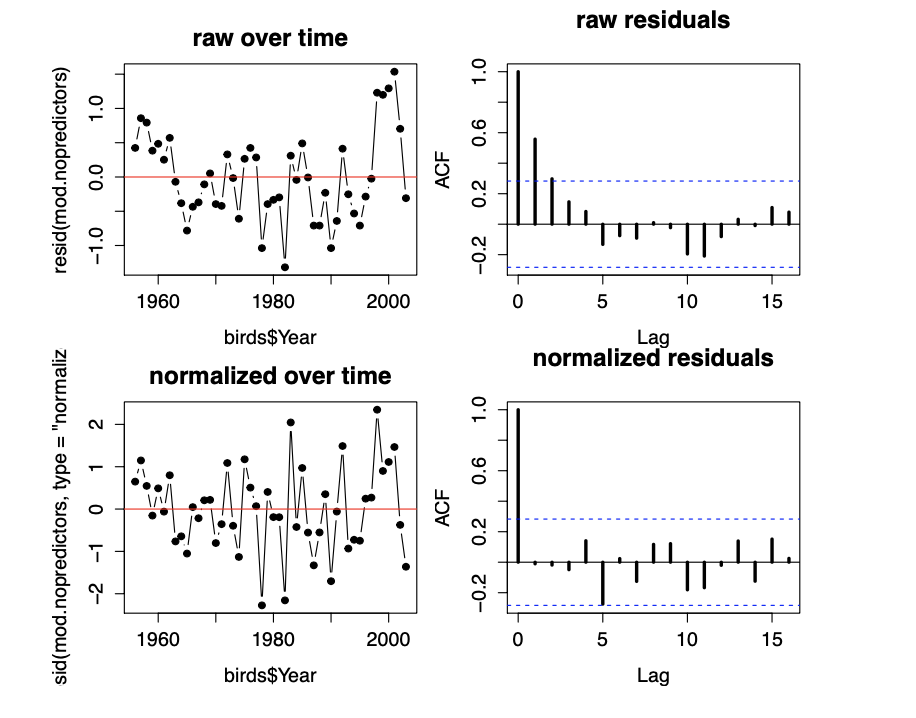 raw over time
resid(mod.nopredictors)
1.0
0.0
−1.0
1960
1980
2000
birds$Year
raw residuals
ACF
1.0
0.6
0.2
−0.2
0
5
10
15
Lag
normalized over time
sid(mod.nopredictors, type = "normaliz
2
1
0
−1
−2
1960
1980
2000
birds$Year
normalized residuals
ACF
1.0
0.6
0.2
−0.2
0
5
10
15
Lag